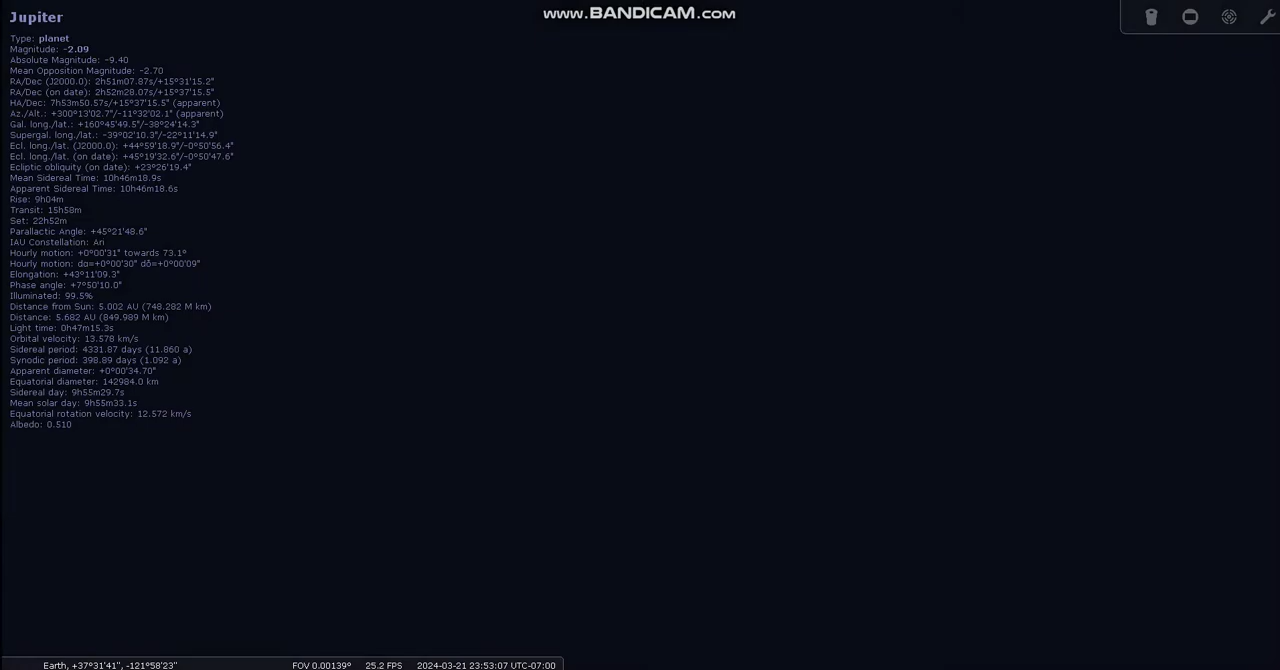 www.BANDICAM.com
Jupiter
Type: planet
Magnitude: -2.09
Absolute Magnitude: -9.40
Mean Opposition Magnitude: -2.70
RA/Dec (J2000.0): 2h51m07.87s/+15°31'15.2"
RA/Dec (on date): 2h52m28.07s/+15°37'15.5"
HA/Dec: 7h53m50.57s/+15°37'15.5" (apparent)
Az./Alt.: +300°13'02.7"/-11°32'02.1" (apparent)
Gal. long./lat.: +160°45'49.5"/-38°24'14.3"
Supergal. long./lat.: -39°02'10.3"/-22°11'14.9"
Ecl. long./lat. (J2000.0): +44°59'18.9"/-0°50'56.4"
Ecl. long./lat. (on date): +45°19'32.6"/-0°50'47.6"
Ecliptic obliquity (on date): +23°26'19.4"
Mean Sidereal Time: 10h46m18.9s
Apparent Sidereal Time: 10h46m18.6s
Rise: 9h04m
Transit: 15h58m
Set: 22h52m
Parallactic Angle: +45°21'48.6"
IAU Constellation: Ari
Hourly motion: +0°00'31" towards 73.1°
Hourly motion: dα=+0°00'30" dδ=+0°00'09"
Elongation: +43°11'09.3"
Phase angle: +7°50'10.0"
Illuminated: 99.5%
Distance from Sun: 5.002 AU (748.282 M km)
Distance: 5.682 AU (849.989 M km)
Light time: 0h47m15.3s
Orbital velocity: 13.578 km/s
Sidereal period: 4331.87 days (11.860 a)
Synodic period: 398.89 days (1.092 a)
Apparent diameter: +0°00'34.70"
Equatorial diameter: 142984.0 km
Sidereal day: 9h55m29.7s
Mean solar day: 9h55m33.1s
Equatorial rotation velocity: 12.572 km/s
Albedo: 0.510
Earth, +37°31'41", -121°58'23" FOV 0.00139° 25.2 FPS 2024-03-21 23:53:07 UTC-07:00